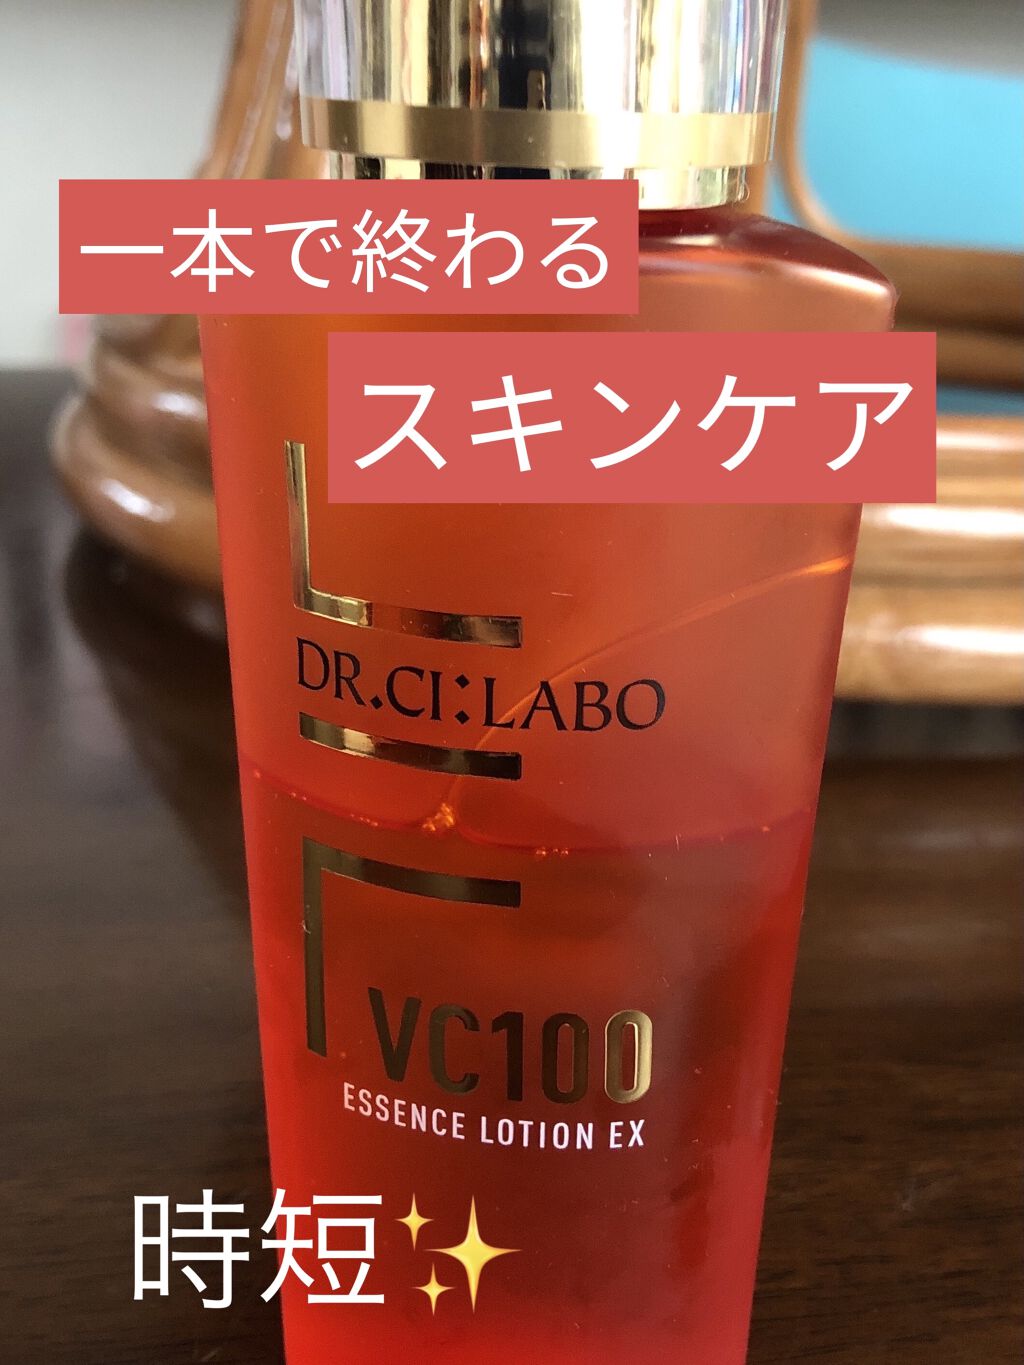 一本で終わる
スキンケア
DR.CI:LABO
VC100
ESSENCE LOTION EX
時短✨